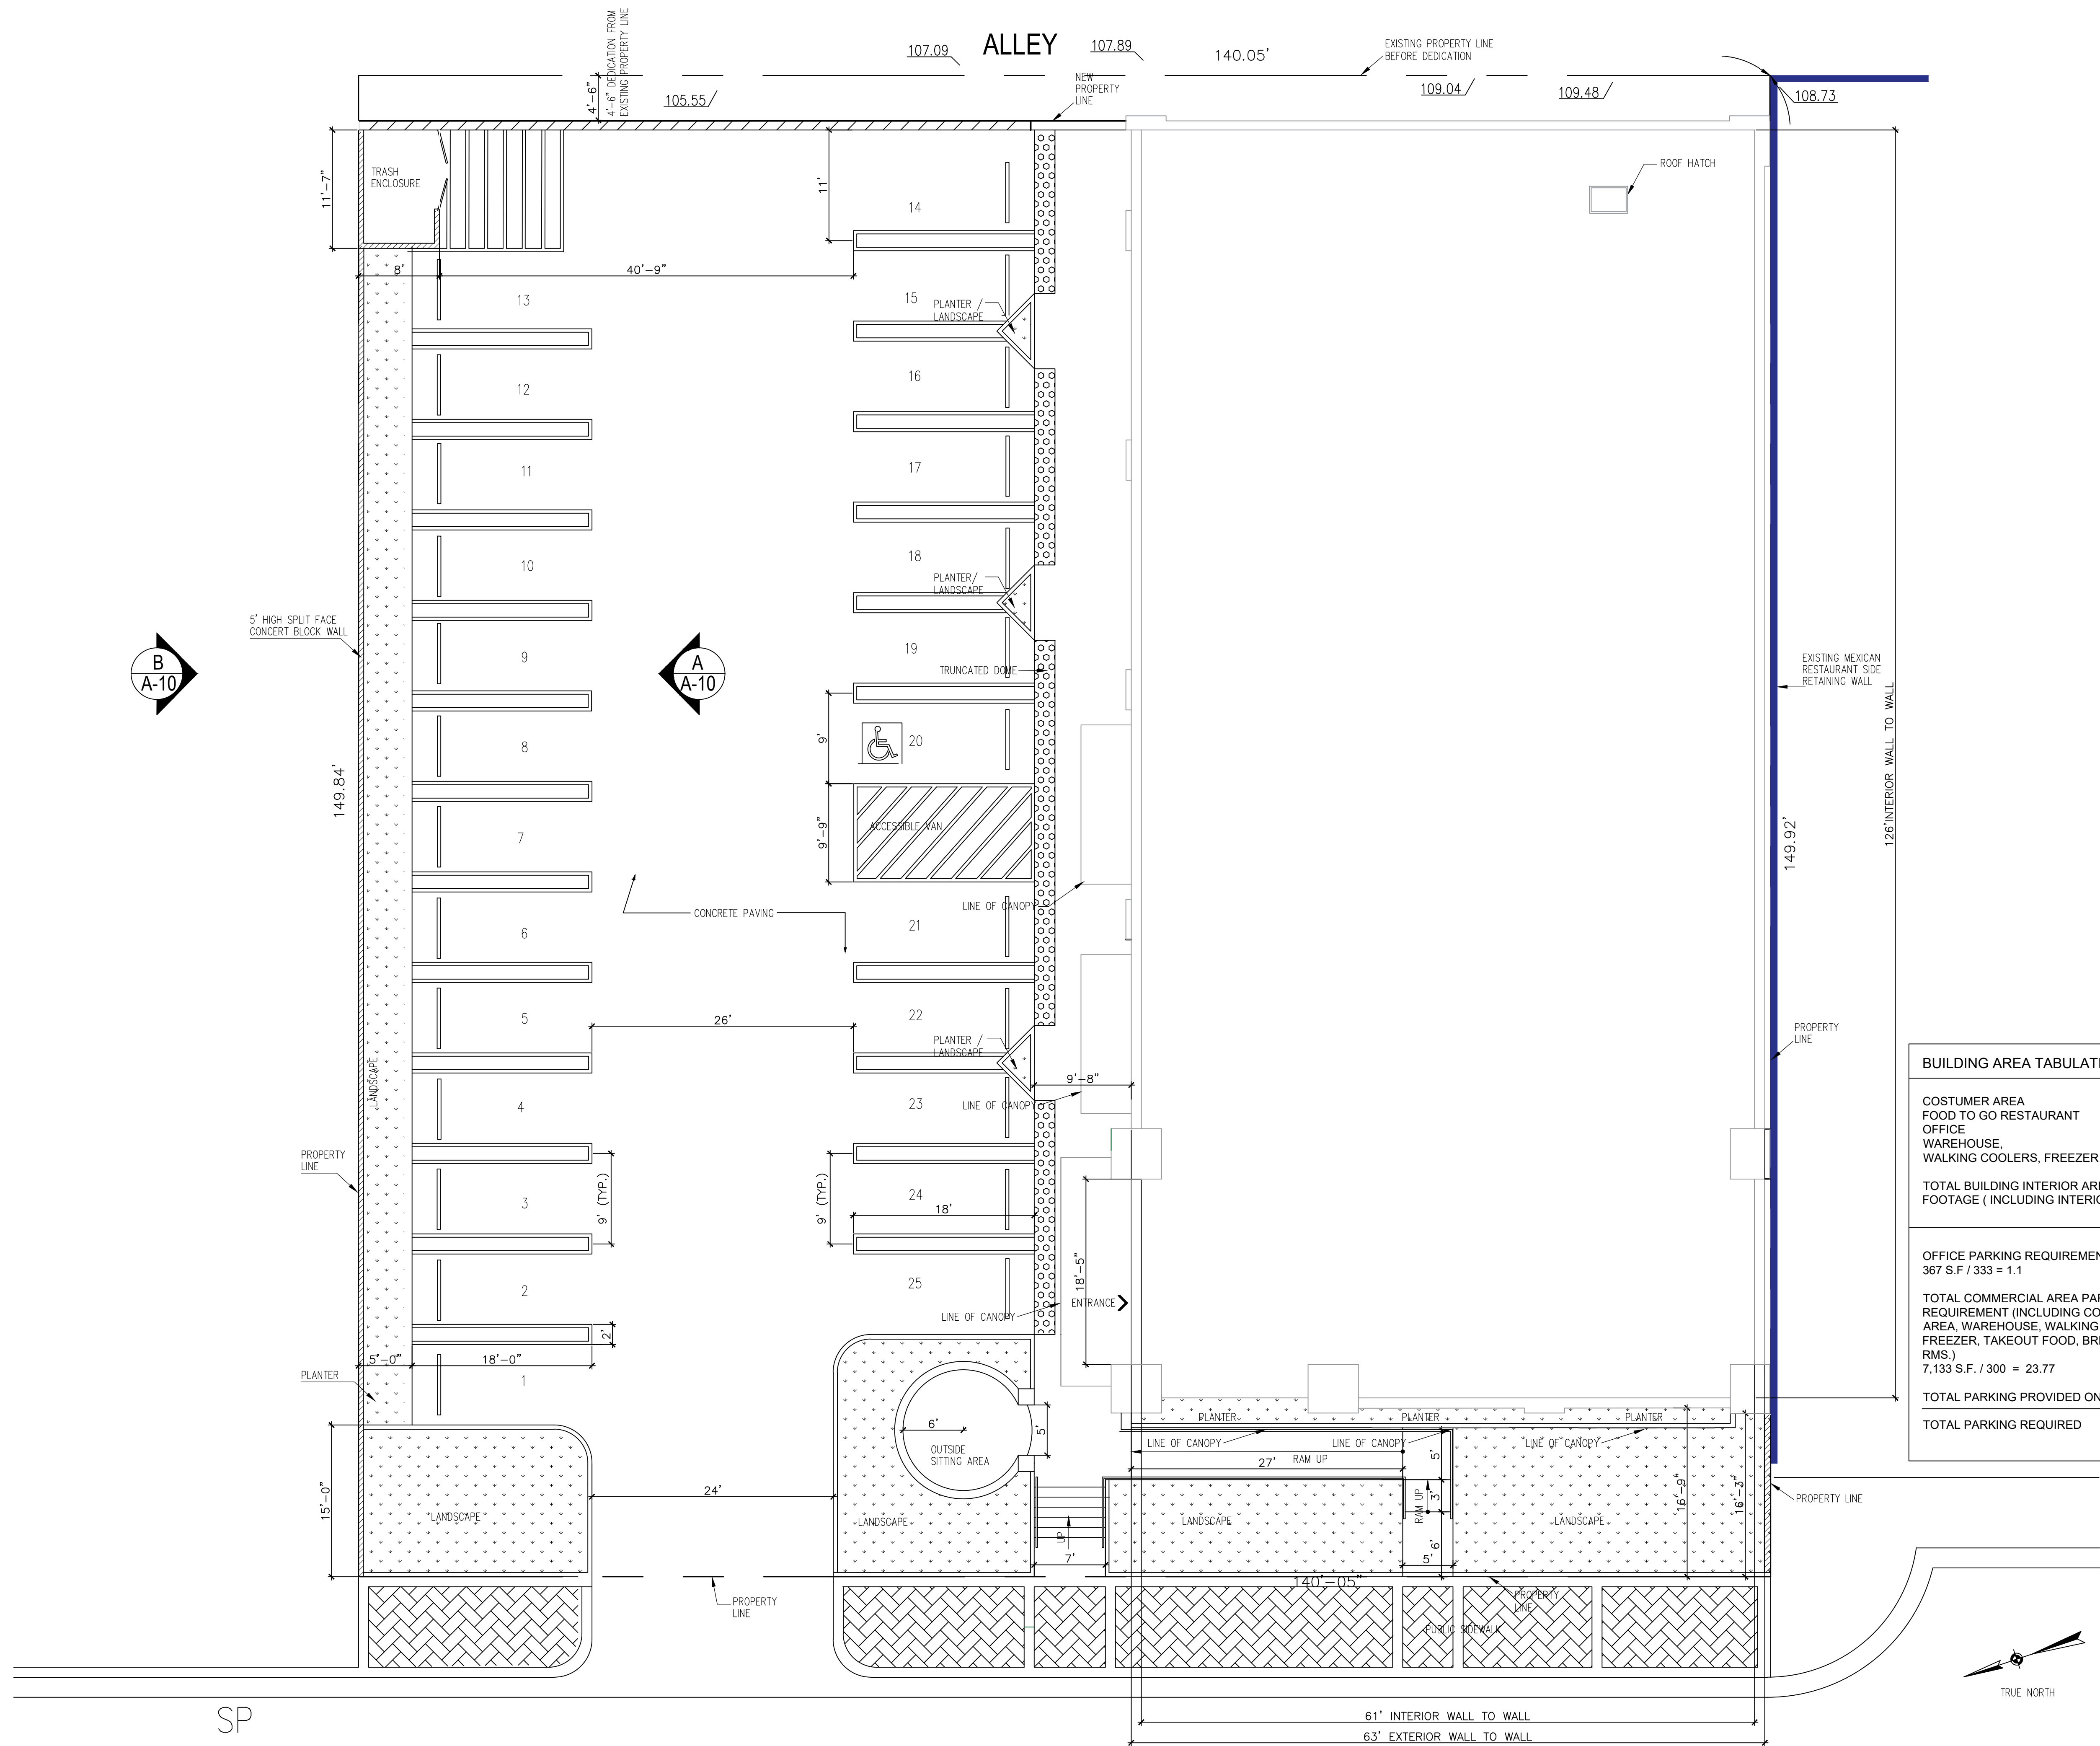 4'-6" DEDICATION FROM
EXISTING PROPERTY LINE
4'-6"
107.09
ALLEY
107.89
140.05'
EXISTING PROPERTY LINE
BEFORE DEDICATION
NEW
PROPERTY
LINE
105.55
109.04
109.48
108.73
TRASH
ENCLOSURE
11'-7"
11'
ROOF HATCH
14
8'
40'-9"
13
15
PLANTER /
LANDSCAPE
12
16
11
17
10
18
PLANTER/
LANDSCAPE
5' HIGH SPLIT FACE
CONCERT BLOCK WALL
B
A-10
A
A-10
9
19
TRUNCATED DOME
EXISTING MEXICAN
RESTAURANT SIDE
RETAINING WALL
126'INTERIOR WALL TO WALL
8
9'
20
149.84'
149.92'
7
9'-9"
ACCESSIBLE VAN
LINE OF CANOPY
CONCRETE PAVING
6
21
5
26'
22
PLANTER /
LANDSCAPE
PROPERTY
LINE
LANDSCAPE
9'-8"
4
23
LINE OF CANOPY
BUILDING AREA TABULATI
COSTUMER AREA
FOOD TO GO RESTAURANT
OFFICE
WAREHOUSE,
WALKING COOLERS, FREEZER
TOTAL BUILDING INTERIOR ARE
FOOTAGE ( INCLUDING INTERIO
PROPERTY
LINE
3
9' (TYP.)
9' (TYP.)
24
18'
18'-5"
2
25
LINE OF CANOPY
ENTRANCE
OFFICE PARKING REQUIREMEN
367 S.F / 333 = 1.1
TOTAL COMMERCIAL AREA PAR
REQUIREMENT (INCLUDING CO
AREA, WAREHOUSE, WALKING
FREEZER, TAKEOUT FOOD, BRE
RMS.)
7,133 S.F. / 300 = 23.77
TOTAL PARKING PROVIDED ON
TOTAL PARKING REQUIRED
2'
5'-0"
18'-0"
PLANTER
1
6'
5'
OUTSIDE
SITTING AREA
PLANTER
PLANTER
PLANTER
LINE OF CANOPY
LINE OF CANOPY
LINE OF CANOPY
27'
RAM UP
5'
15'-0"
24'
LANDSCAPE
LANDSCAPE
UP
7'
LANDSCAPE
RAM UP
3'
6'
5'
LANDSCAPE
16'-9"
16'-3"
PROPERTY LINE
140'-05"
PROPERTY
LINE
PROPERTY
LINE
PUBLIC SIDEWALK
TRUE NORTH
SP
61' INTERIOR WALL TO WALL
63' EXTERIOR WALL TO WALL